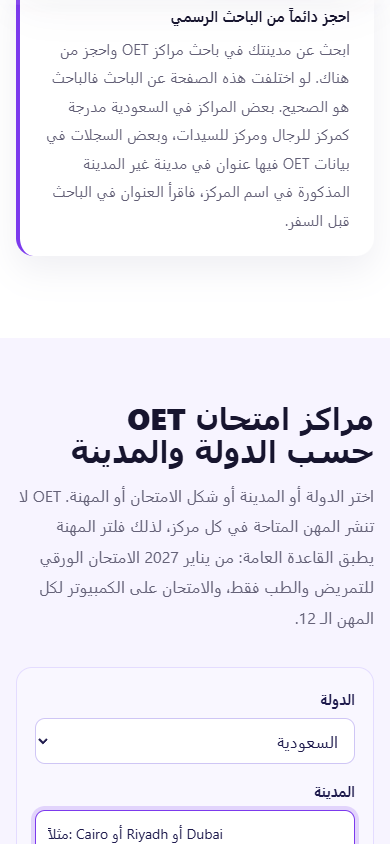 احجز دائماً من الباحث الرسمي
ابحث عن مدينتك في باحث مراكز OET واحجز من
هناك. لو اختلفت هذه الصفحة عن الباحث فالباحث
هو الصحيح. بعض المراكز في السعودية مدرجة
كمركز للرجال ومركز للسيدات، وبعض السجلات في
بيانات OET فيها عنوان في مدينة غير المدينة
المذكورة في اسم المركز، فاقرأ العنوان في الباحث
قبل السفر.
مراكز امتحان OET
حسب الدولة والمدينة
اختر الدولة أو المدينة أو شكل الامتحان أو المهنة. OET لا
تنشر المهن المتاحة في كل مركز، لذلك فلتر المهنة
يطبق القاعدة العامة: من يناير 2027 الامتحان الورقي
للتمريض والطب فقط، والامتحان على الكمبيوتر لكل
المهن الـ 12.
الدولة
السعودية
المدينة
مثلاً: Cairo أو Riyadh أو Dubai